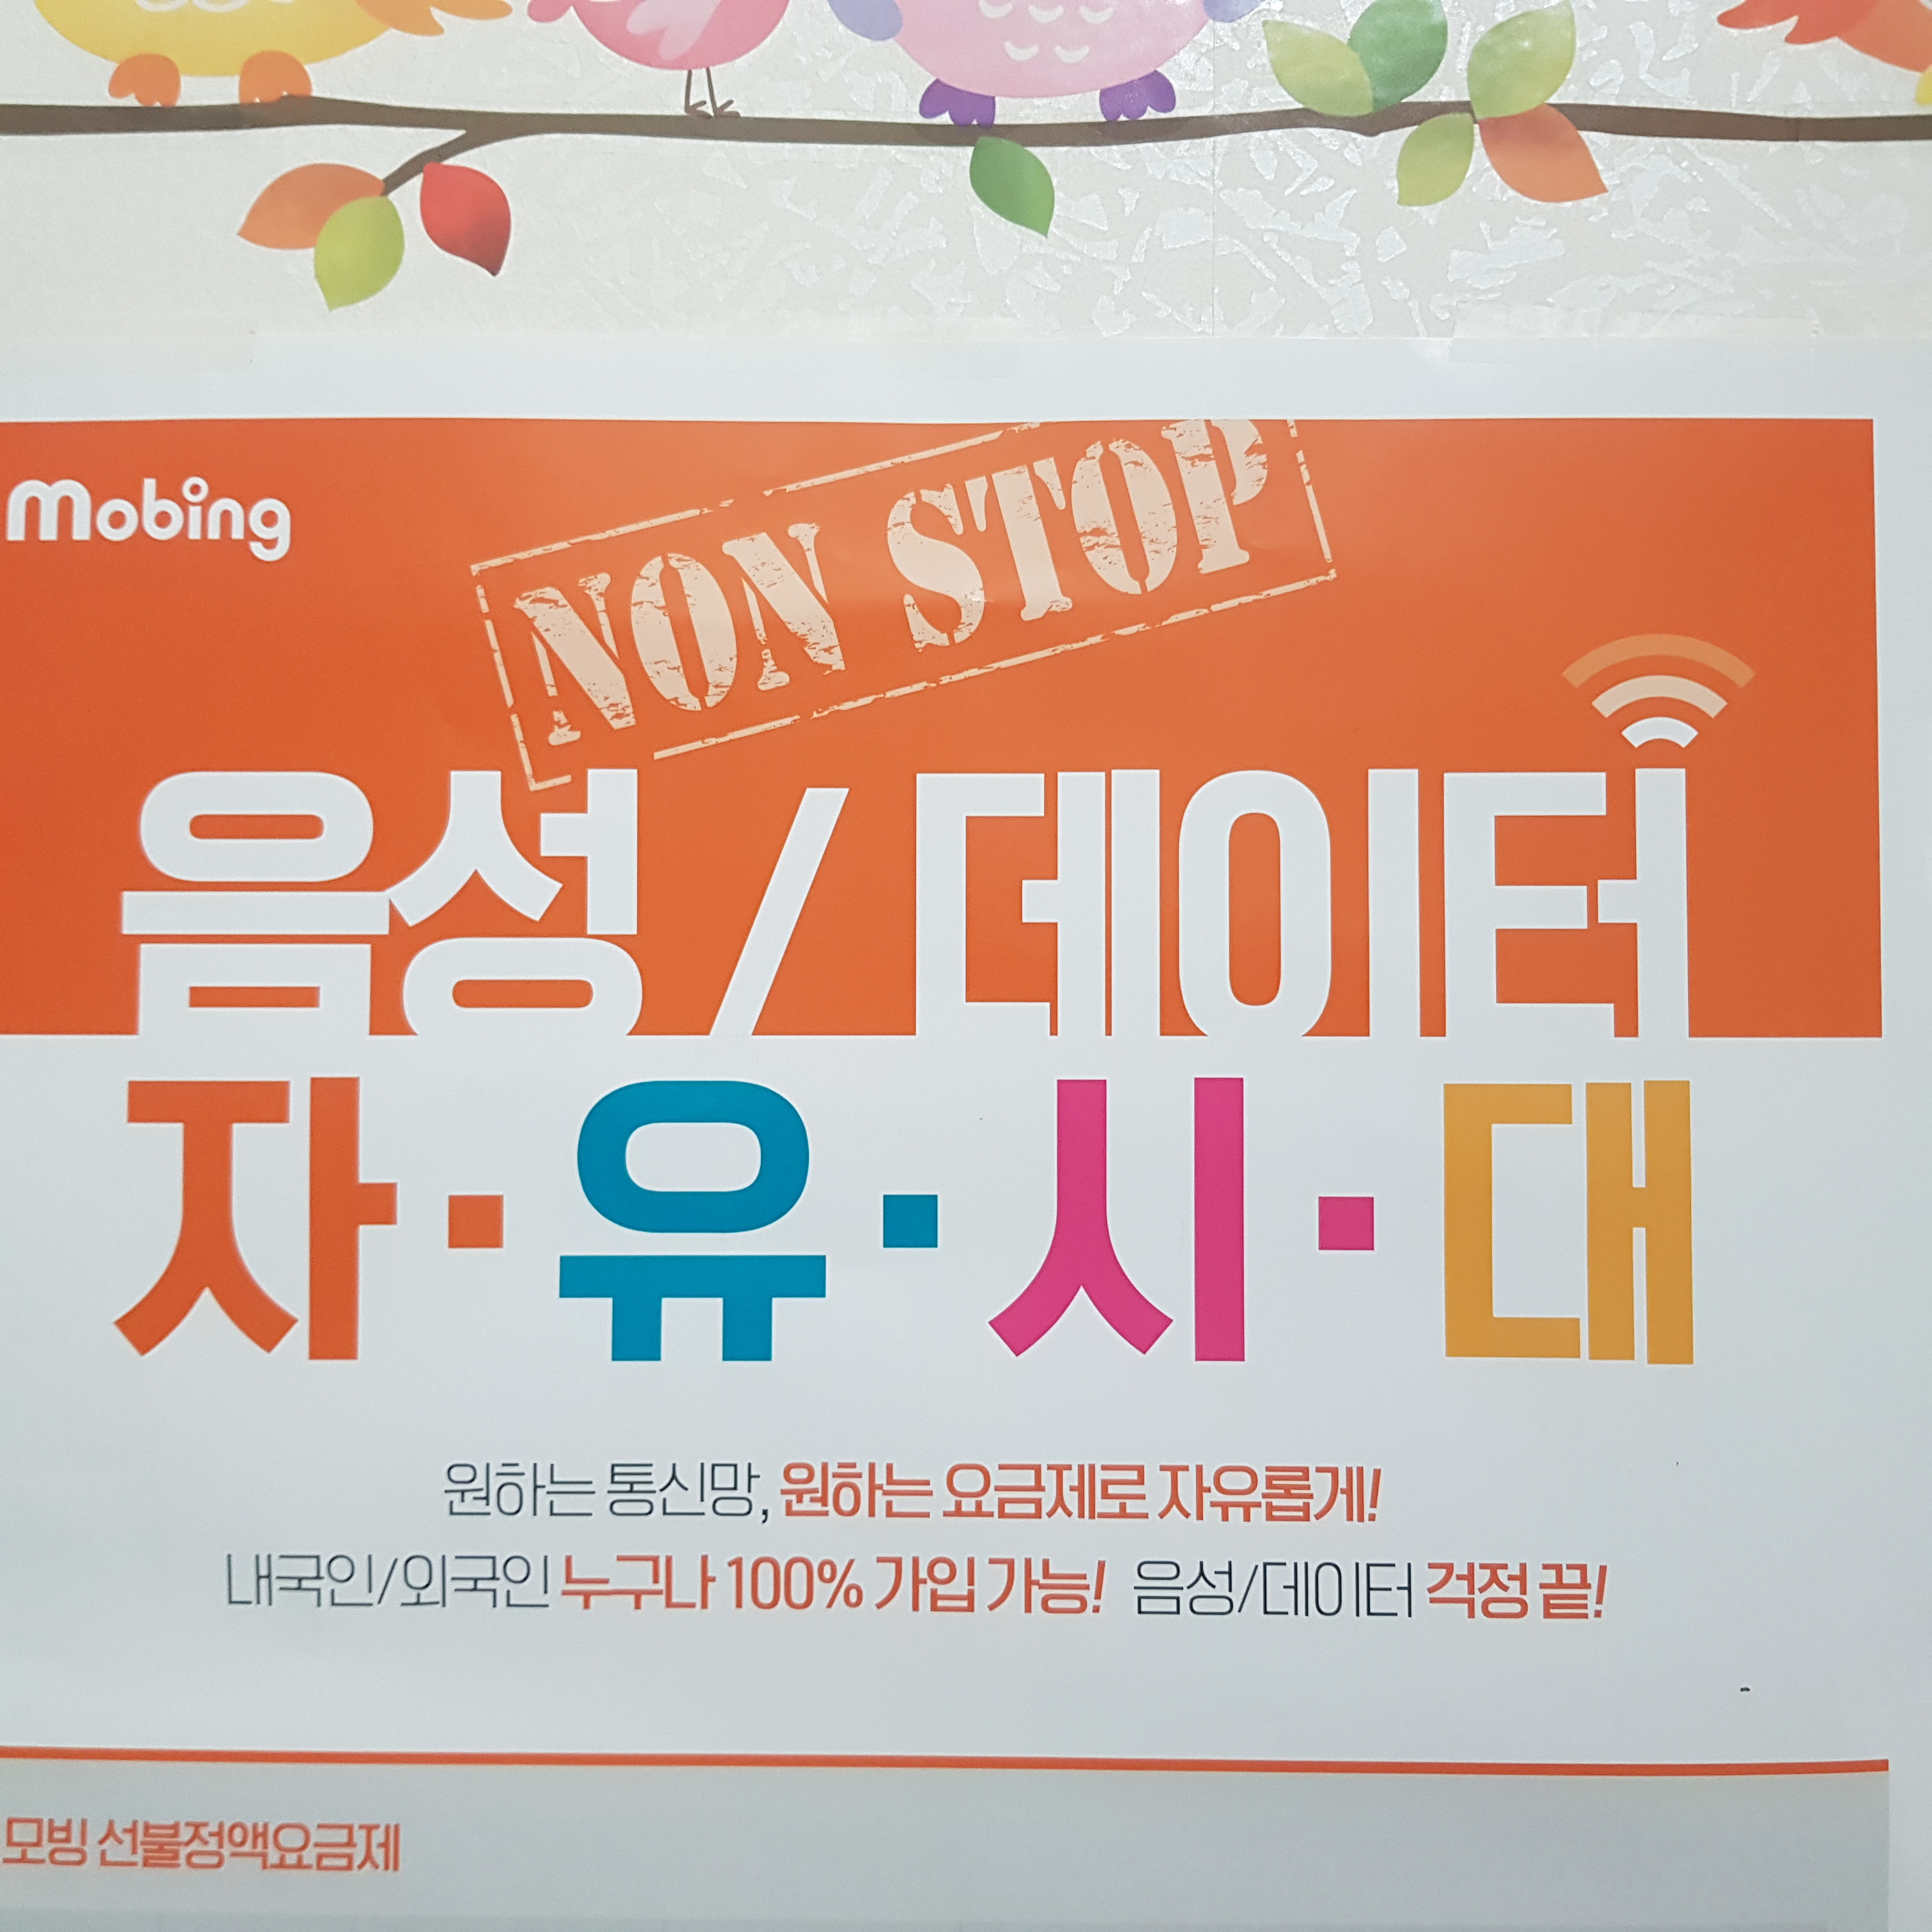 mobing
NON STOP
음성/데이터
자·유·시·대
원하는 통신망, 원하는 요금제로 자유롭게!
내국인/외국인 누구나 100% 가입 가능! 음성/데이터 걱정 끝!
모빙 선불정액요금제